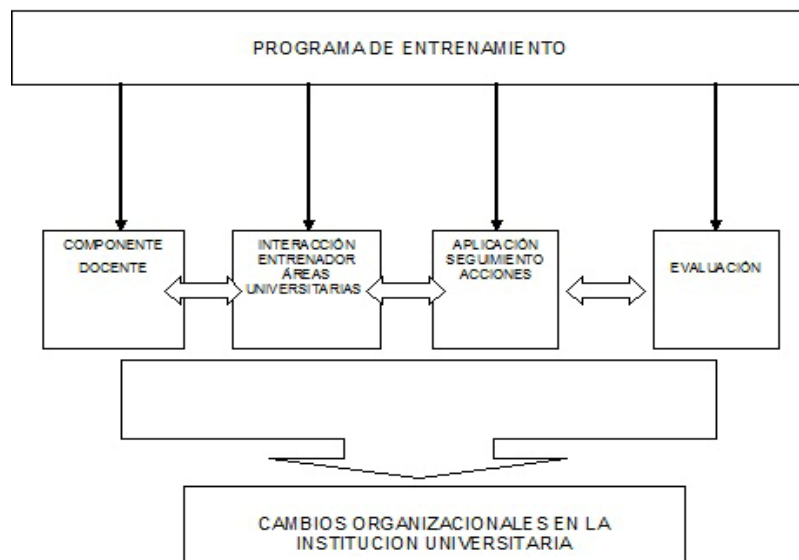 PROGRAMA DE ENTRENAMIENTO
COMPONENTE
DOCENTE
INTERACCIÓN
ENTRENADOR
ÁREAS
UNIVERSITARIAS
APLICACIÓN
SEGUIMIENTO
ACCIONES
EVALUACIÓN
CAMBIOS ORGANIZACIONALES EN LA
INSTITUCION UNIVERSITARIA